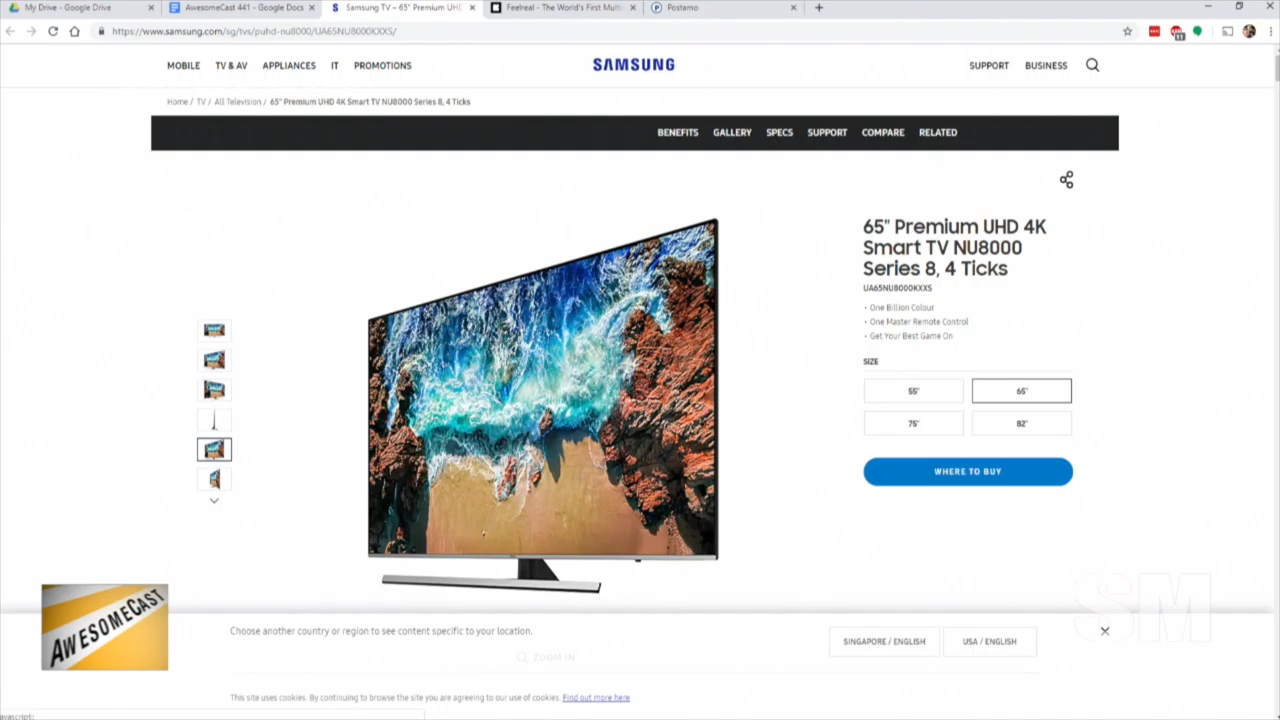 My Drive - Google Drive
AwesomeCast 441 - Google Docs
Samsung TV – 65" Premium UHD
Feelreal - The World's First Multi
Postamo
https://www.samsung.com/sg/tvs/puhd-nu8000/UA65NU8000KXXS/
MOBILE TV & AV APPLIANCES IT PROMOTIONS SAMSUNG SUPPORT BUSINESS
Home / TV / All Television / 65" Premium UHD 4K Smart TV NU8000 Series 8, 4 Ticks
BENEFITS GALLERY SPECS SUPPORT COMPARE RELATED
65" Premium UHD 4K
Smart TV NU8000
Series 8, 4 Ticks
UA65NU8000KXXS
• One Billion Colour
• One Master Remote Control
• Get Your Best Game On
SIZE
55" 65"
75" 82"
WHERE TO BUY
AWESOMECAST
SM
Choose another country or region to see content specific to your location.
SINGAPORE / ENGLISH USA / ENGLISH
ZOOM IN
This site uses cookies. By continuing to browse the site you are agreeing to our use of cookies. Find out more here
avascript: